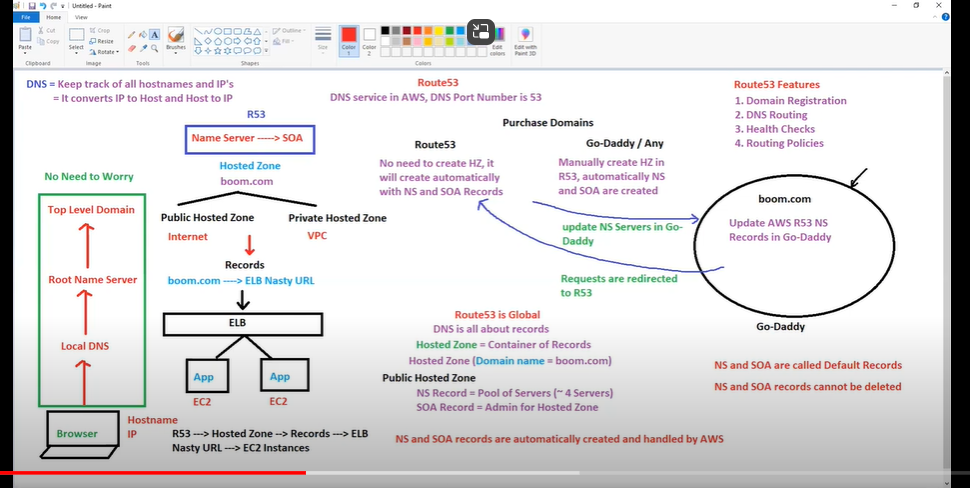 Untitled - Paint
File
Home
View
Paste
Cut
Copy
Clipboard
Select
Crop
Resize
Rotate
Image
Tools
Brushes
Shapes
Outline
Fill
Size
Color 1
Color 2
Colors
Edit colors
Edit with Paint 3D
DNS = Keep track of all hostnames and IP's
= It converts IP to Host and Host to IP
R53
Name Server -----> SOA
Hosted Zone
boom.com
Public Hosted Zone
Private Hosted Zone
Internet
VPC
Records
boom.com ----> ELB Nasty URL
ELB
App
App
EC2
EC2
R53 ---> Hosted Zone --> Records ---> ELB
Nasty URL ---> EC2 Instances
No Need to Worry
Top Level Domain
Root Name Server
Local DNS
Browser
Hostname
IP
Route53
DNS service in AWS, DNS Port Number is 53
Purchase Domains
Route53
No need to create HZ, it
will create automatically
with NS and SOA Records
Go-Daddy / Any
Manually create HZ in
R53, automatically NS
and SOA are created
update NS Servers in Go-
Daddy
Requests are redirected
to R53
Route53 is Global
DNS is all about records
Hosted Zone = Container of Records
Hosted Zone (Domain name = boom.com)
Public Hosted Zone
NS Record = Pool of Servers (~ 4 Servers)
SOA Record = Admin for Hosted Zone
NS and SOA records are automatically created and handled by AWS
Route53 Features
1. Domain Registration
2. DNS Routing
3. Health Checks
4. Routing Policies
boom.com
Update AWS R53 NS
Records in Go-Daddy
Go-Daddy
NS and SOA are called Default Records
NS and SOA records cannot be deleted